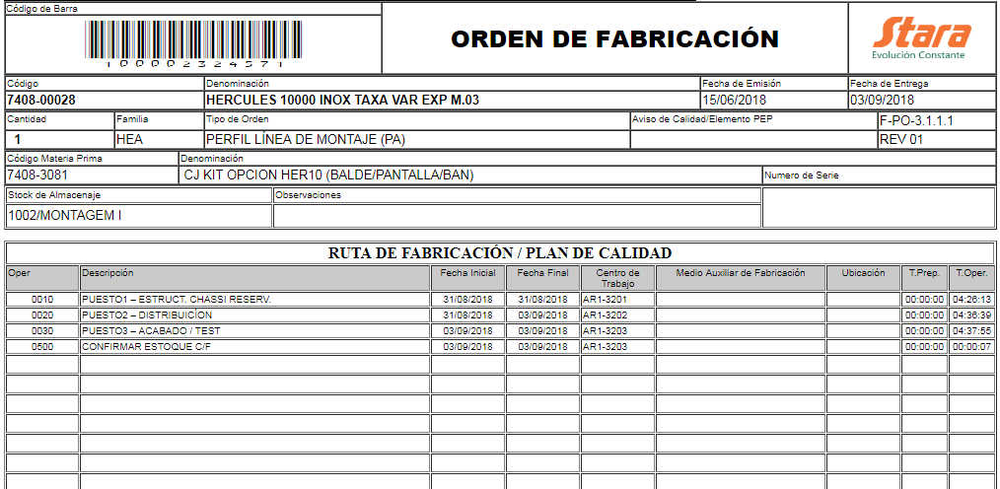 Código de Barra
100002324571
ORDEN DE FABRICACIÓN
Stara
Evolución Constante
Código Denominación Fecha de Emisión Fecha de Entrega
7408-00028 HERCULES 10000 INOX TAXA VAR EXP M.03 15/06/2018 03/09/2018
Cantidad Familia Tipo de Orden Aviso de Calidad/Elemento PEP F-PO-3.1.1.1
1 HEA PERFIL LÍNEA DE MONTAJE (PA) REV 01
Código Materia Prima Denominación
7408-3081 CJ KIT OPCION HER10 (BALDE/PANTALLA/BAN) Numero de Serie
Stock de Almacenaje Observaciones
1002/MONTAGEM I
RUTA DE FABRICACIÓN / PLAN DE CALIDAD
Oper Descripción Fecha Inicial Fecha Final Centro de Trabajo Medio Auxiliar de Fabricación Ubicación T.Prep. T.Oper.
0010 PUESTO1 – ESTRUCT. CHASSI RESERV. 31/08/2018 31/08/2018 AR1-3201 00:00:00 04:26:13
0020 PUESTO2 – DISTRIBUICÍON 31/08/2018 03/09/2018 AR1-3202 00:00:00 04:36:39
0030 PUESTO3 – ACABADO / TEST 03/09/2018 03/09/2018 AR1-3203 00:00:00 04:37:55
0500 CONFIRMAR ESTOQUE C/F 03/09/2018 03/09/2018 AR1-3203 00:00:00 00:00:07